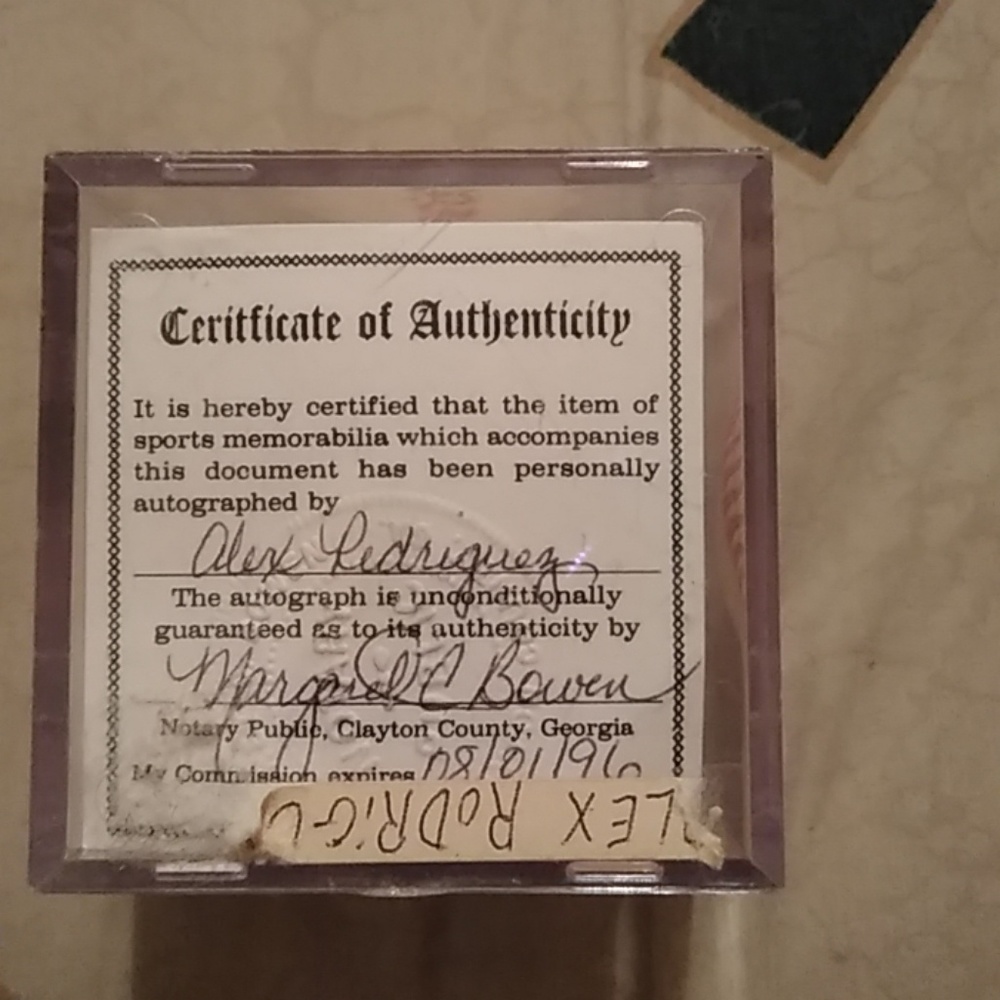 Ceritficate of Authenticity
It is hereby certified that the item of
sports memorabilia which accompanies
this document has been personally
autographed by
Alex Redriguez
The autograph is unconditionally
guaranteed as to its authenticity by
Margaret C Bowen
Notary Public, Clayton County, Georgia
My Commission expires 08/01/96
ALEX RODRIGU